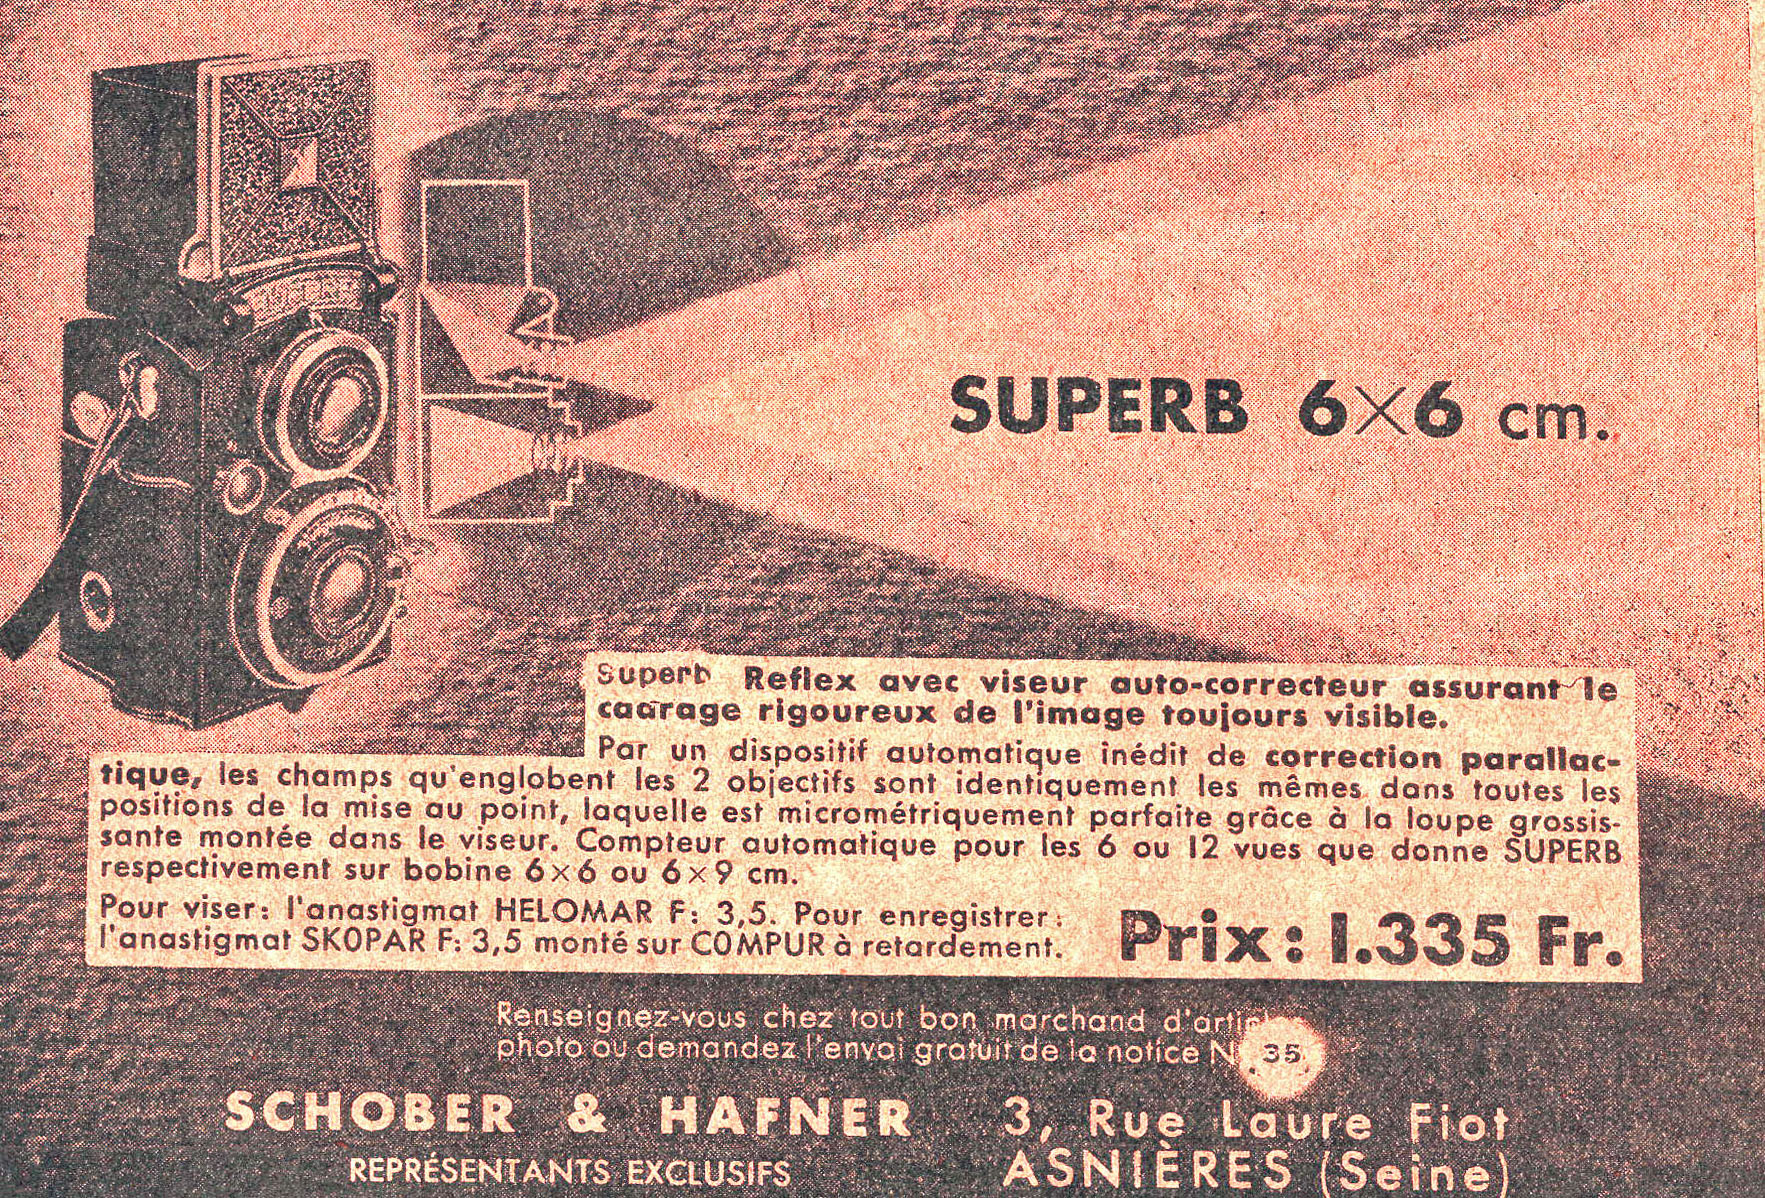 SUPERB 6×6 cm.
Superb Reflex avec viseur auto-correcteur assurant le
cadrage rigoureux de l'image toujours visible.
Par un dispositif automatique inédit de correction parallac-
tique, les champs qu'englobent les 2 objectifs sont identiquement les mêmes dans toutes les
positions de la mise au point, laquelle est micrométriquement parfaite grâce à la loupe grossis-
sante montée dans le viseur. Compteur automatique pour les 6 ou 12 vues que donne SUPERB
respectivement sur bobine 6×6 ou 6×9 cm.
Pour viser: l'anastigmat HELOMAR F: 3,5. Pour enregistrer:
l'anastigmat SKOPAR F: 3,5 monté sur COMPUR à retardement.
Prix: 1.335 Fr.
Renseignez-vous chez tout bon marchand d'artic
photo ou demandez l'envoi gratuit de la notice N 35
SCHOBER & HAFNER
REPRÉSENTANTS EXCLUSIFS
3, Rue Laure Fiot
ASNIÈRES (Seine)